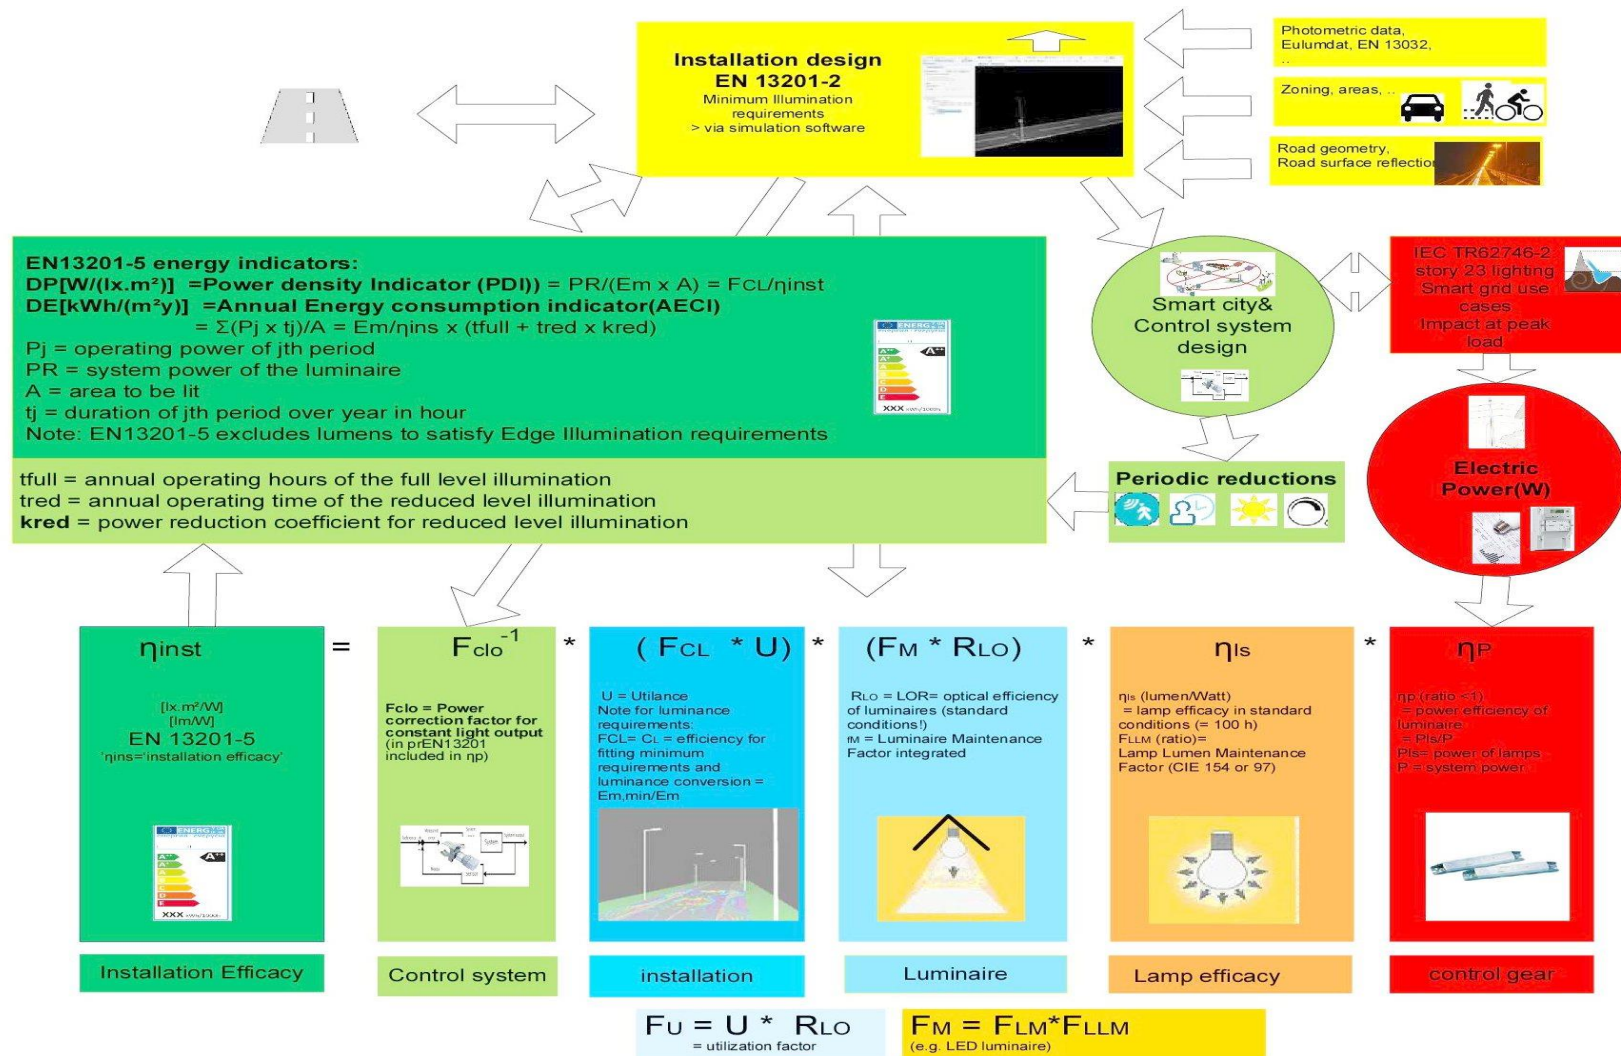 Installation design
EN 13201-2
Minimum Illumination
requirements
> via simulation software
Photometric data,
Eulumdat, EN 13032,
..
Zoning, areas, ..
Road geometry,
Road surface reflection
EN13201-5 energy indicators:
DP[W/(lx.m²)] =Power density Indicator (PDI)) = PR/(Em x A) = FCL/ηinst
DE[kWh/(m²y)] =Annual Energy consumption indicator(AECI)
= Σ(Pj x tj)/A = Em/ηins x (tfull + tred x kred)
Pj = operating power of jth period
PR = system power of the luminaire
A = area to be lit
tj = duration of jth period over year in hour
Note: EN13201-5 excludes lumens to satisfy Edge Illumination requirements
ENERG
A++
A+
A
B
C
D
E
A++
XXX
tfull = annual operating hours of the full level illumination
tred = annual operating time of the reduced level illumination
kred = power reduction coefficient for reduced level illumination
Smart city&
Control system
design
IEC TR62746-2
story 23 lighting
Smart grid use
cases
Impact at peak
load
Periodic reductions
Electric
Power(W)
ηinst
[lx.m²/W]
[lm/W]
EN 13201-5
'ηins='installation efficacy'
ENERG
A++
A+
A
B
C
D
E
A++
XXX
=
Fclo⁻¹
Fclo = Power
correction factor for
constant light output
(in prEN13201
included in ηp)
*
( FCL * U)
U = Utilance
Note for luminance
requirements:
FCL= CL = efficiency for
fitting minimum
requirements and
luminance conversion =
Em,min/Em
*
(FM * RLO)
RLO = LOR= optical efficiency
of luminaires (standard
conditions!)
fM = Luminaire Maintenance
Factor integrated
*
ηls
ηls (lumen/Watt)
= lamp efficacy in standard
conditions (= 100 h)
FLLM (ratio)=
Lamp Lumen Maintenance
Factor (CIE 154 or 97)
*
ηP
ηp (ratio <1)
= power efficiency of
luminaire
= Pls/P
Pls= power of lamps
P = system power
Installation Efficacy
Control system
installation
Luminaire
Lamp efficacy
control gear
FU = U * RLO
= utilization factor
FM = FLM*FLLM
(e.g. LED luminaire)